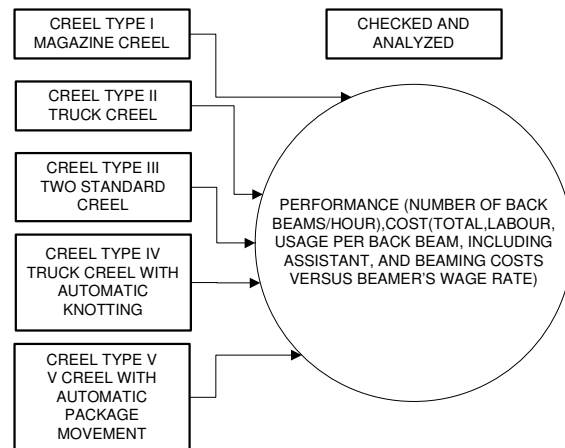 CREEL TYPE I
MAGAZINE CREEL
CHECKED AND
ANALYZED
CREEL TYPE II
TRUCK CREEL
CREEL TYPE III
TWO STANDARD
CREEL
CREEL TYPE IV
TRUCK CREEL WITH
AUTOMATIC
KNOTTING
CREEL TYPE V
V CREEL WITH
AUTOMATIC
PACKAGE
MOVEMENT
PERFORMANCE (NUMBER OF BACK
BEAMS/HOUR),COST(TOTAL,LABOUR,
USAGE PER BACK BEAM, INCLUDING
ASSISTANT, AND BEAMING COSTS
VERSUS BEAMER'S WAGE RATE)